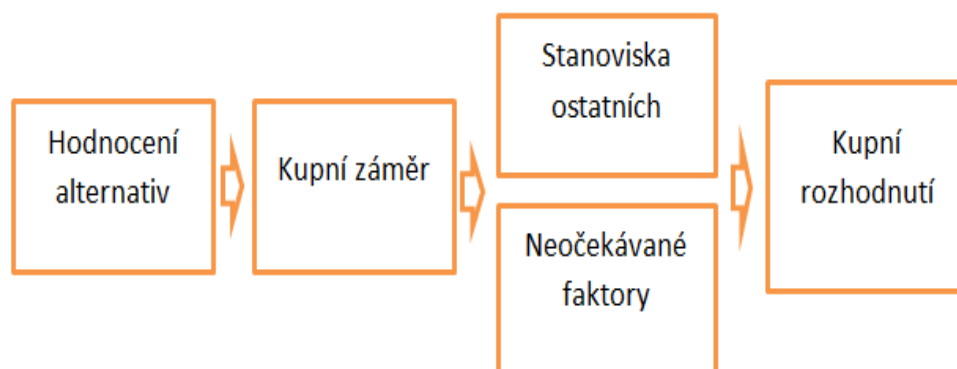 Hodnocení
alternativ
Kupní záměr
Stanoviska
ostatních
Neočekávané
faktory
Kupní
rozhodnutí